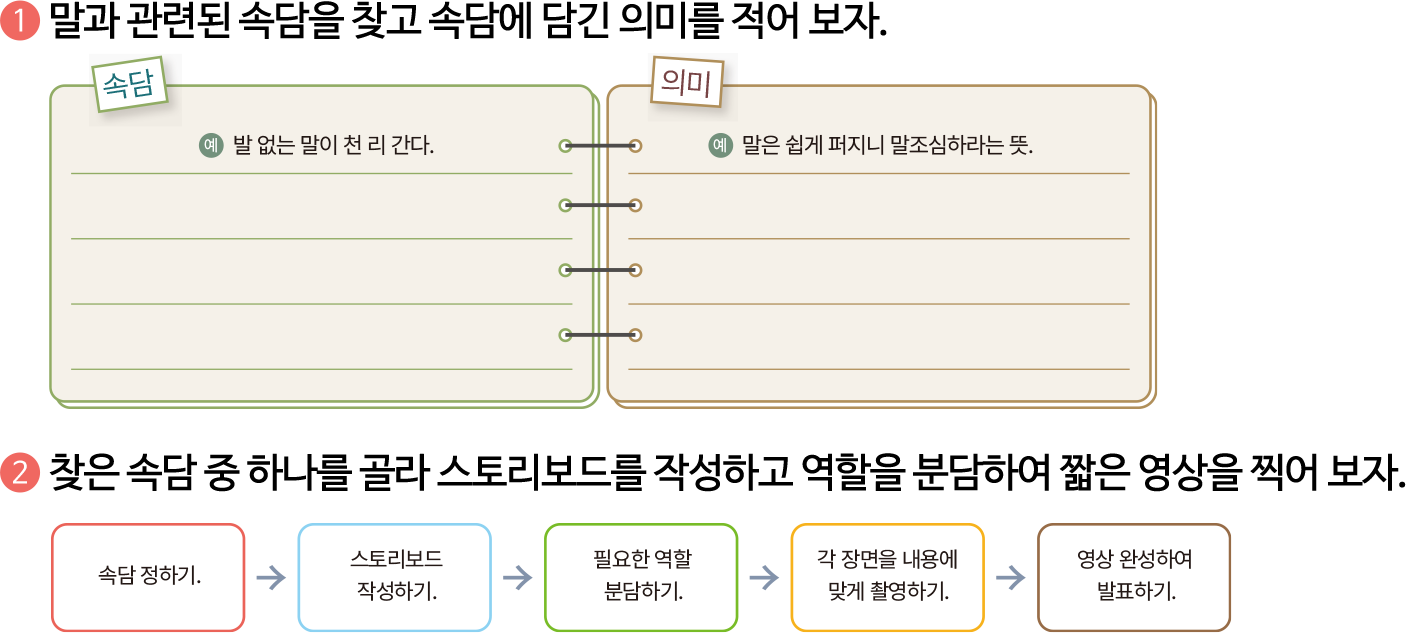 1 말과 관련된 속담을 찾고 속담에 담긴 의미를 적어 보자.
속담
예 발 없는 말이 천 리 간다.
의미
예 말은 쉽게 퍼지니 말조심하라는 뜻.
2 찾은 속담 중 하나를 골라 스토리보드를 작성하고 역할을 분담하여 짧은 영상을 찍어 보자.
속담 정하기.
스토리보드
작성하기.
필요한 역할
분담하기.
각 장면을 내용에
맞게 촬영하기.
영상 완성하여
발표하기.